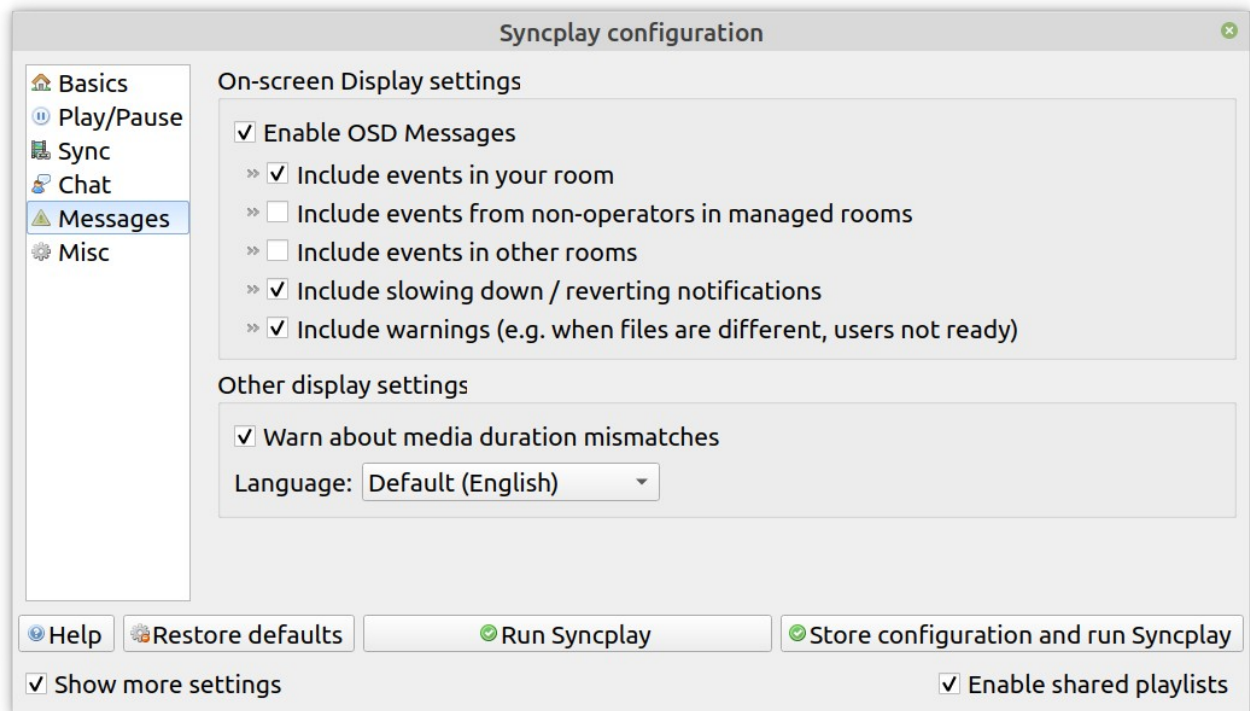 Syncplay configuration
Basics
Play/Pause
Sync
Chat
Messages
Misc
On-screen Display settings
Enable OSD Messages
Include events in your room
Include events from non-operators in managed rooms
Include events in other rooms
Include slowing down / reverting notifications
Include warnings (e.g. when files are different, users not ready)
Other display settings
Warn about media duration mismatches
Language: Default (English)
Help Restore defaults Run Syncplay Store configuration and run Syncplay
Show more settings Enable shared playlists